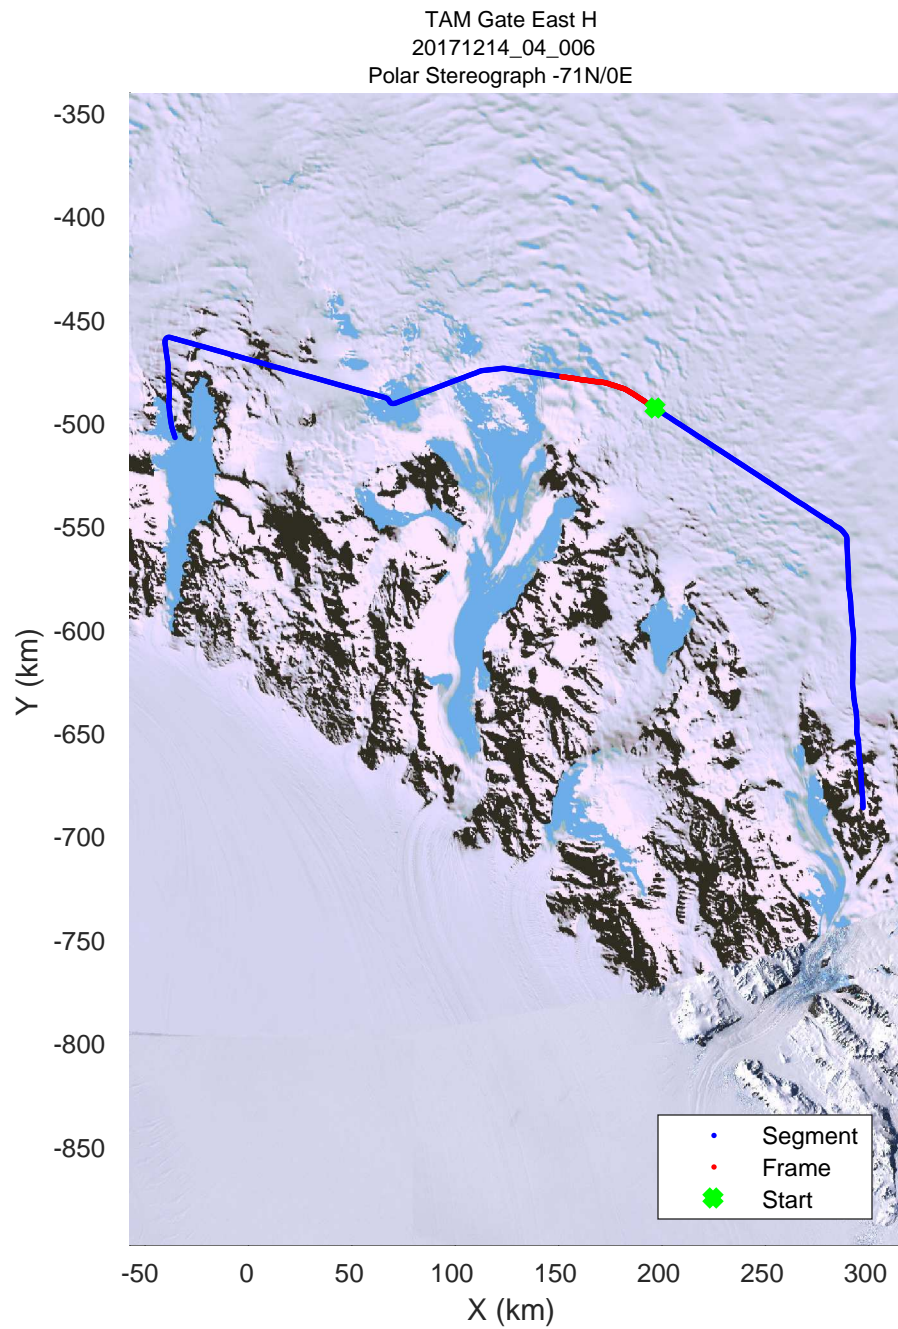 TAM Gate East H
20171214_04_006
Polar Stereograph -71N/0E
-350
-400
-450
-500
-550
-600
-650
-700
-750
-800
-850
Y (km)
Segment
Frame
Start
-50 0 50 100 150 200 250 300
X (km)